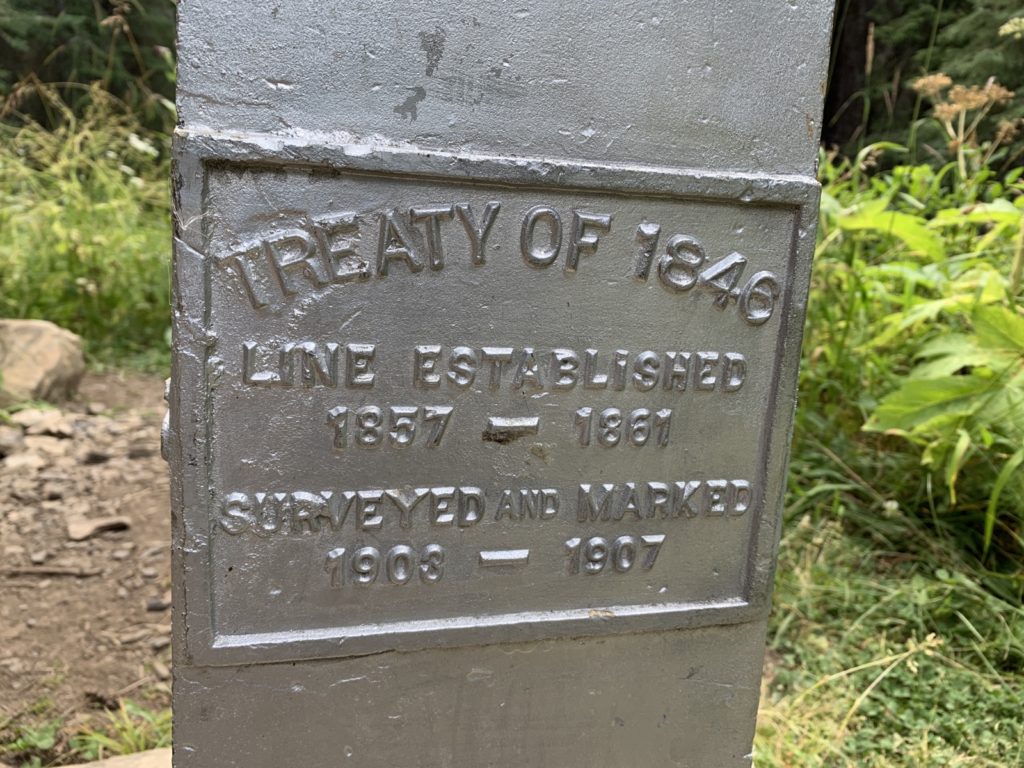 TREATY OF 1846
LINE ESTABLISHED
1857 — 1861
SURVEYED AND MARKED
1903 — 1907